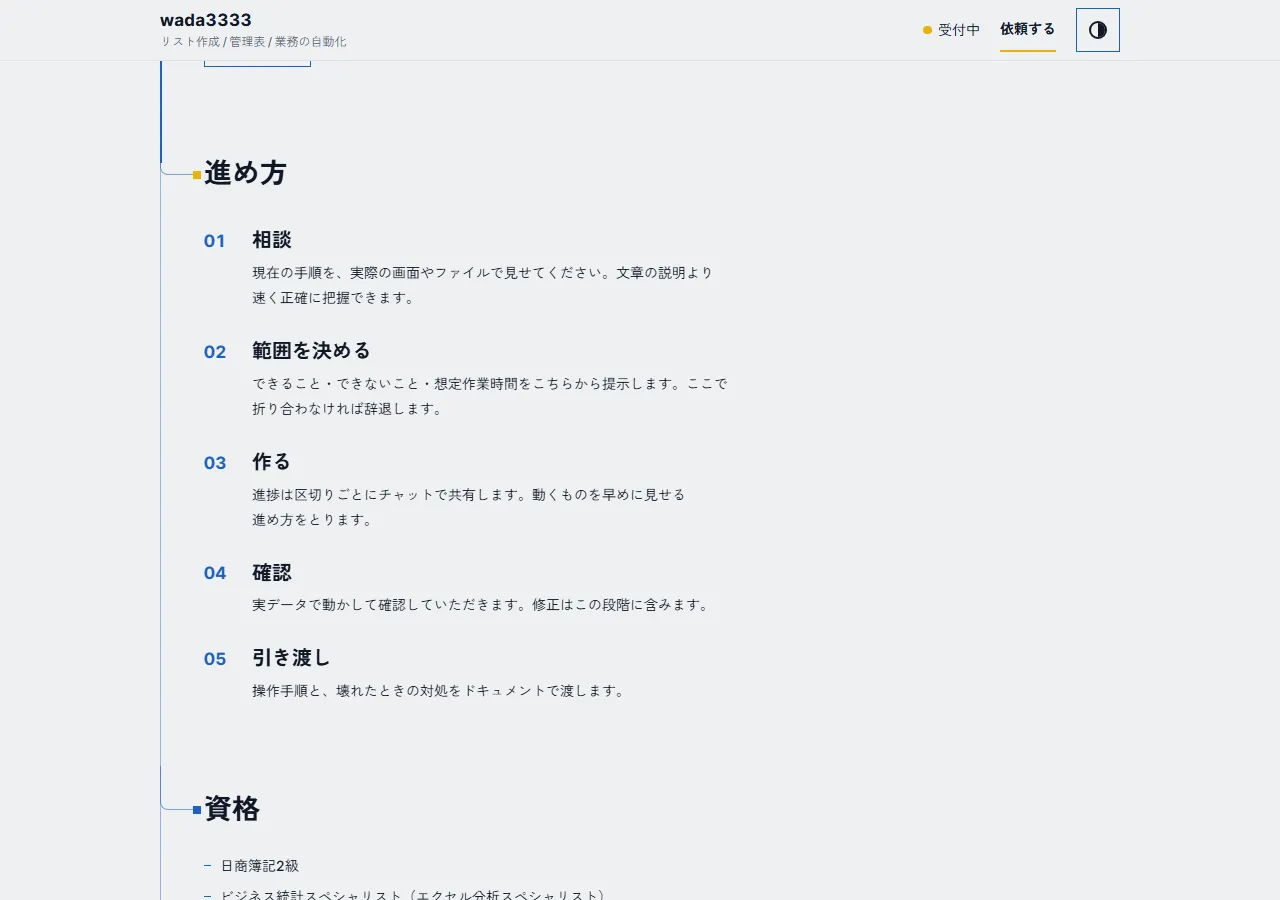 wada3333
リスト作成 / 管理表 / 業務の自動化
受付中
依頼する
進め方
01 相談
現在の手順を、実際の画面やファイルで見せてください。文章の説明より
速く正確に把握できます。
02 範囲を決める
できること・できないこと・想定作業時間をこちらから提示します。ここで
折り合わなければ辞退します。
03 作る
進捗は区切りごとにチャットで共有します。動くものを早めに見せる
進め方をとります。
04 確認
実データで動かして確認していただきます。修正はこの段階に含みます。
05 引き渡し
操作手順と、壊れたときの対処をドキュメントで渡します。
資格
日商簿記2級
ビジネス統計スペシャリスト（エクセル分析スペシャリスト）